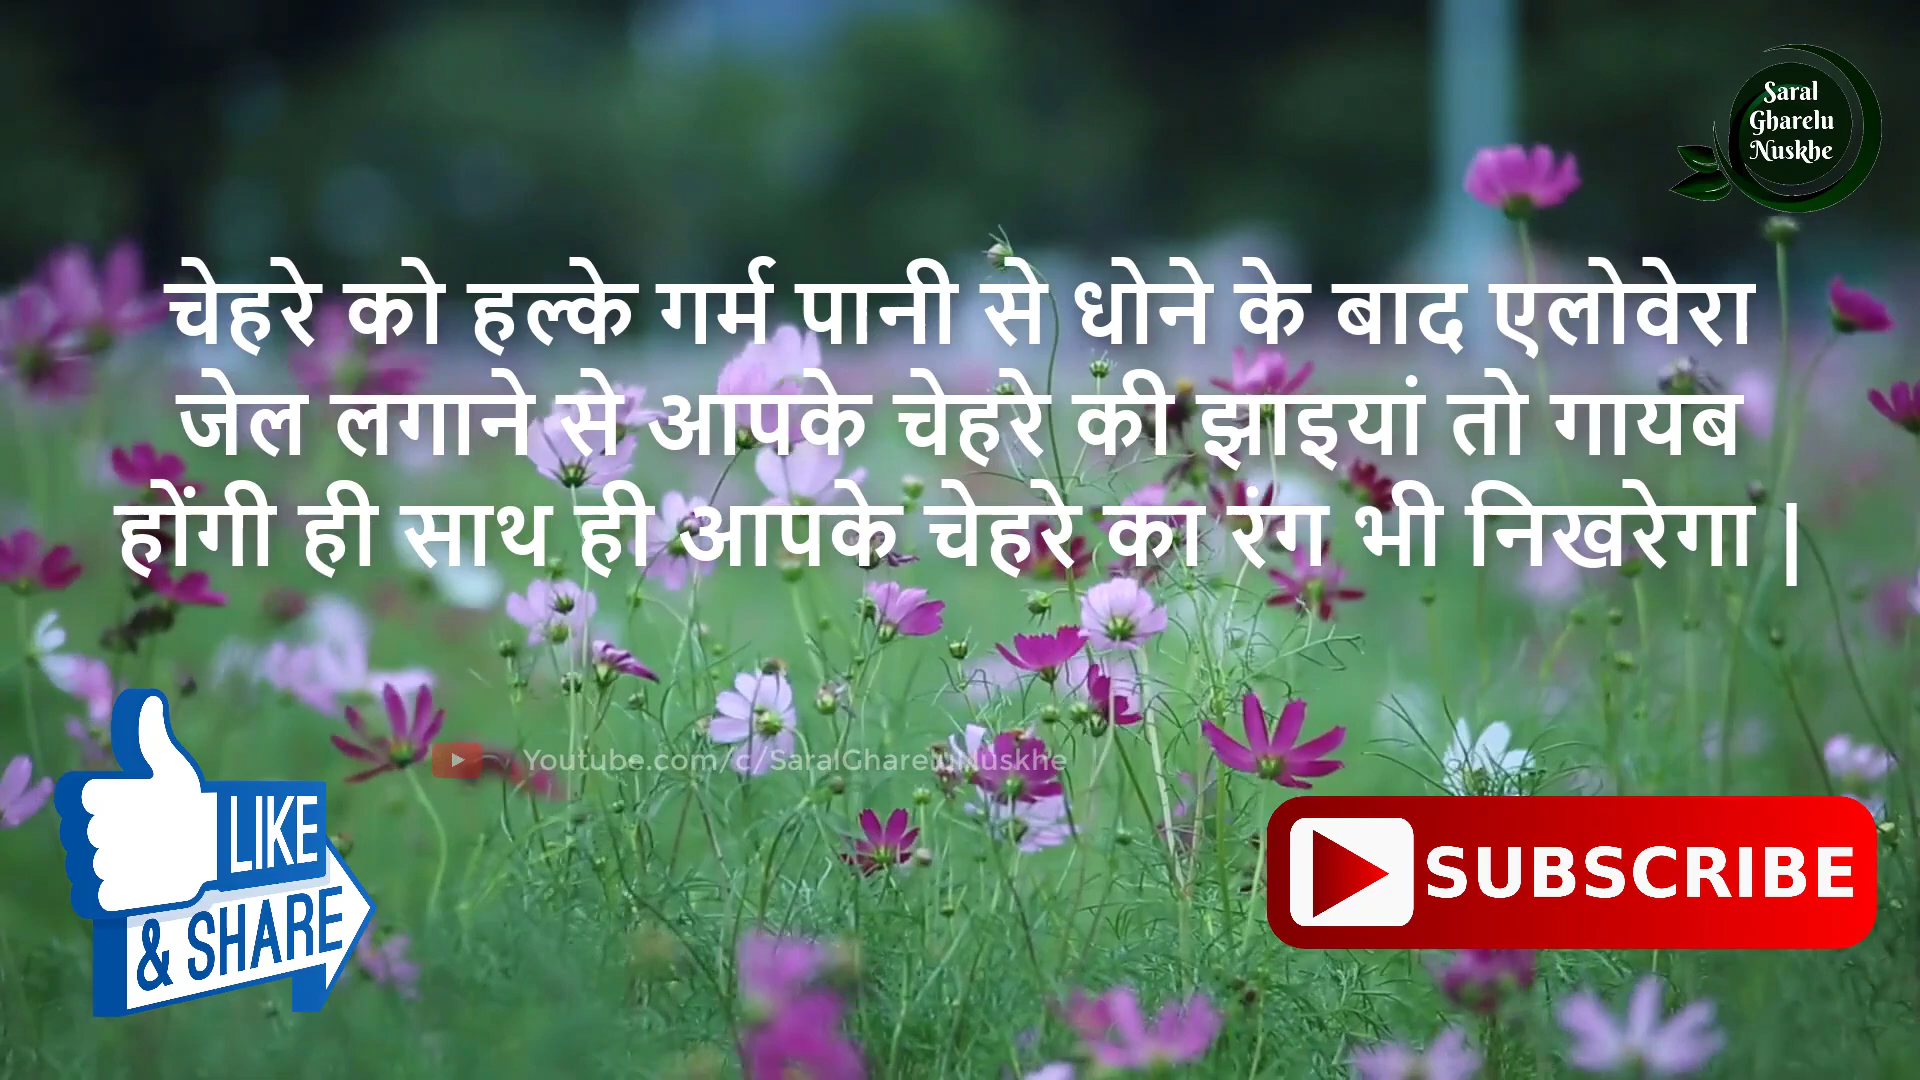 Saral
Gharelu
Nuskhe
चेहरे को हल्के गर्म पानी से धोने के बाद एलोवेरा
जेल लगाने से आपके चेहरे की झाइयां तो गायब
होंगी ही साथ ही आपके चेहरे का रंग भी निखरेगा |
Youtube.com/c/SaralGhareluNuskhe
LIKE
& SHARE
SUBSCRIBE